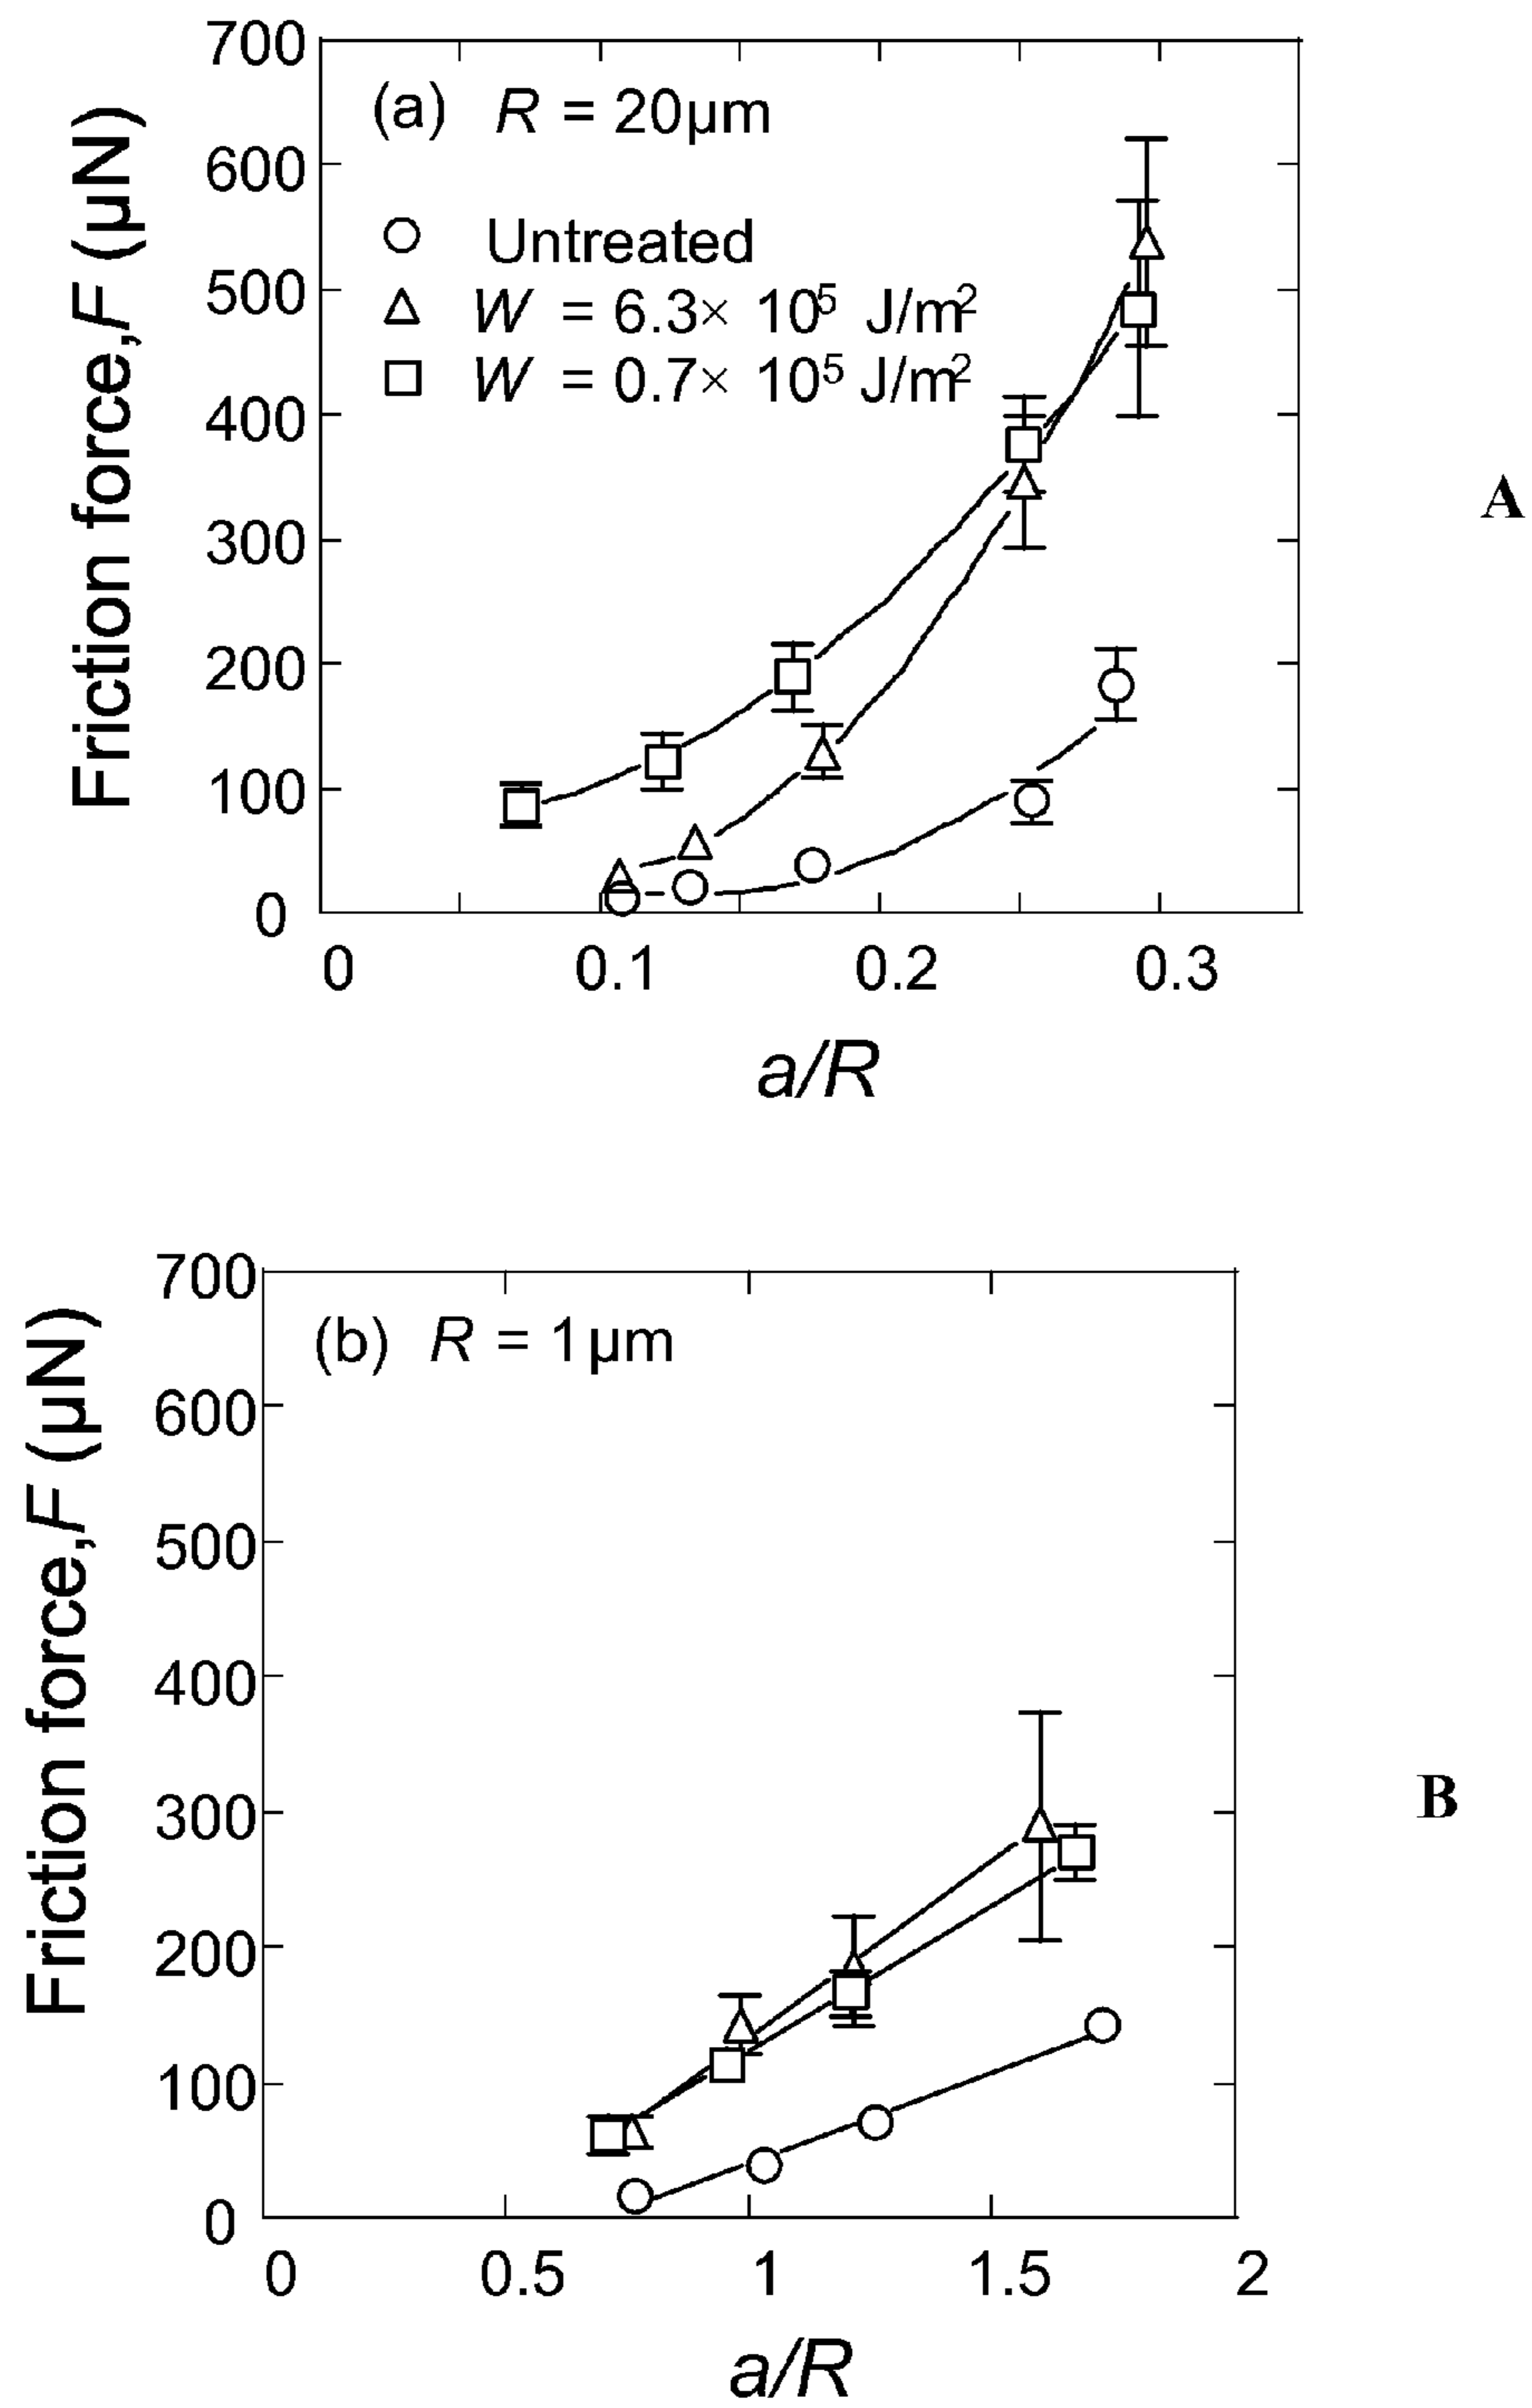 700
600
500
400
300
200
100
0
Friction force,F (µN)
(a) R = 20µm
Untreated
W = 6.3× 10⁵ J/m²
W = 0.7× 10⁵ J/m²
0 0.1 0.2 0.3
a/R
A
700
600
500
400
300
200
100
0
Friction force,F (µN)
(b) R = 1µm
0 0.5 1 1.5 2
a/R
B